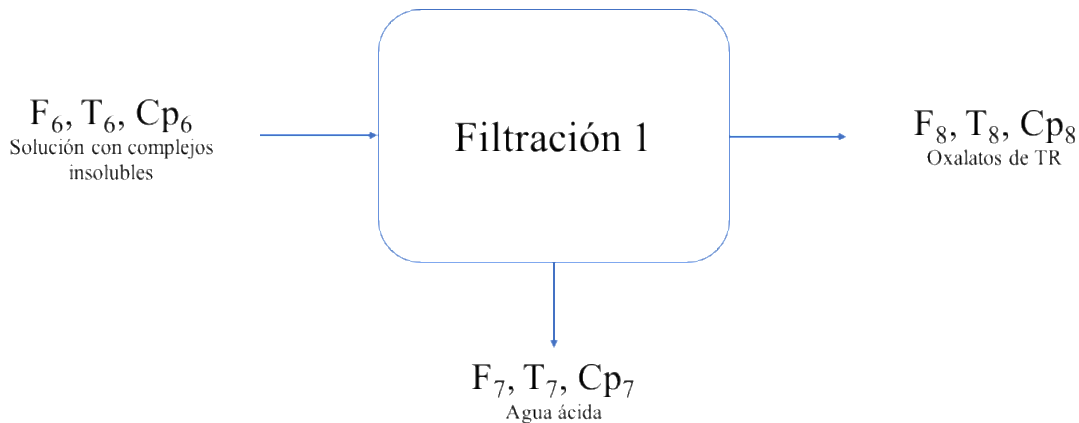 F₆, T₆, Cp₆
Solución con complejos
insolubles
Filtración 1
F₈, T₈, Cp₈
Oxalatos de TR
F₇, T₇, Cp₇
Agua ácida